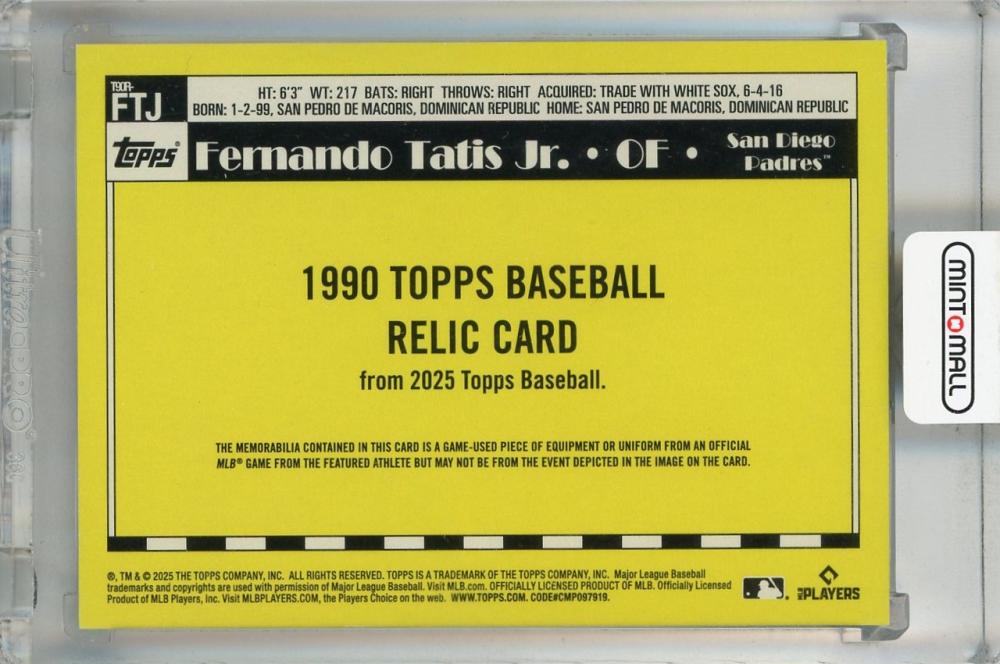 T90R-
FTJ
HT: 6'3" WT: 217 BATS: RIGHT THROWS: RIGHT ACQUIRED: TRADE WITH WHITE SOX, 6-4-16
BORN: 1-2-99, SAN PEDRO DE MACORIS, DOMINICAN REPUBLIC HOME: SAN PEDRO DE MACORIS, DOMINICAN REPUBLIC
topps®
Fernando Tatis Jr. • OF •
San Diego
Padres™
1990 TOPPS BASEBALL
RELIC CARD
from 2025 Topps Baseball.
THE MEMORABILIA CONTAINED IN THIS CARD IS A GAME-USED PIECE OF EQUIPMENT OR UNIFORM FROM AN OFFICIAL
MLB® GAME FROM THE FEATURED ATHLETE BUT MAY NOT BE FROM THE EVENT DEPICTED IN THE IMAGE ON THE CARD.
®, TM & © 2025 THE TOPPS COMPANY, INC. ALL RIGHTS RESERVED. TOPPS IS A TRADEMARK OF THE TOPPS COMPANY, INC. Major League Baseball
trademarks and copyrights are used with permission of Major League Baseball. Visit MLB.com. OFFICIALLY LICENSED PRODUCT OF MLB. Officially Licensed
Product of MLB Players, Inc. Visit MLBPLAYERS.COM, the Players Choice on the web. WWW.TOPPS.COM. CODE#CMP097919.
MLB PLAYERS
MINT MALL